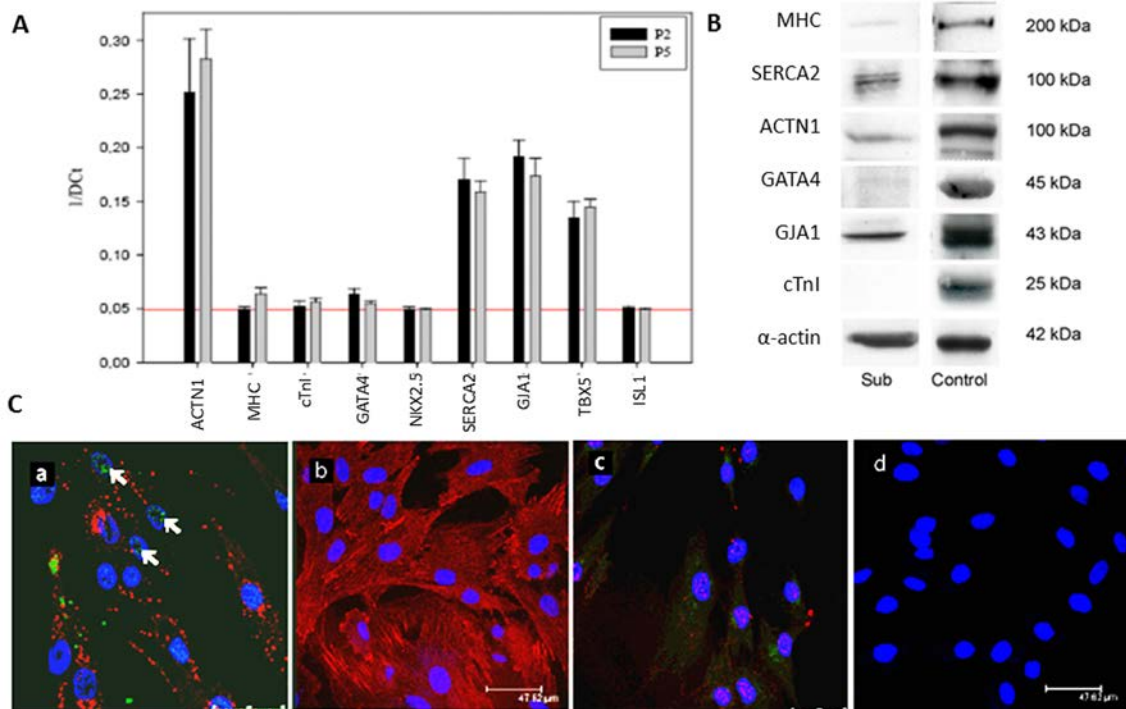 A
0,30
0,25
0,20
0,15
0,10
0,05
0,00
1/DCt
P2
P5
ACTN1
MHC
cTnI
GATA4
NKX2.5
SERCA2
GJA1
TBX5
ISL1
B
MHC 200 kDa
SERCA2 100 kDa
ACTN1 100 kDa
GATA4 45 kDa
GJA1 43 kDa
cTnI 25 kDa
α-actin 42 kDa
Sub Control
C
a
b
47.62 µm
c
d
47.62 µm